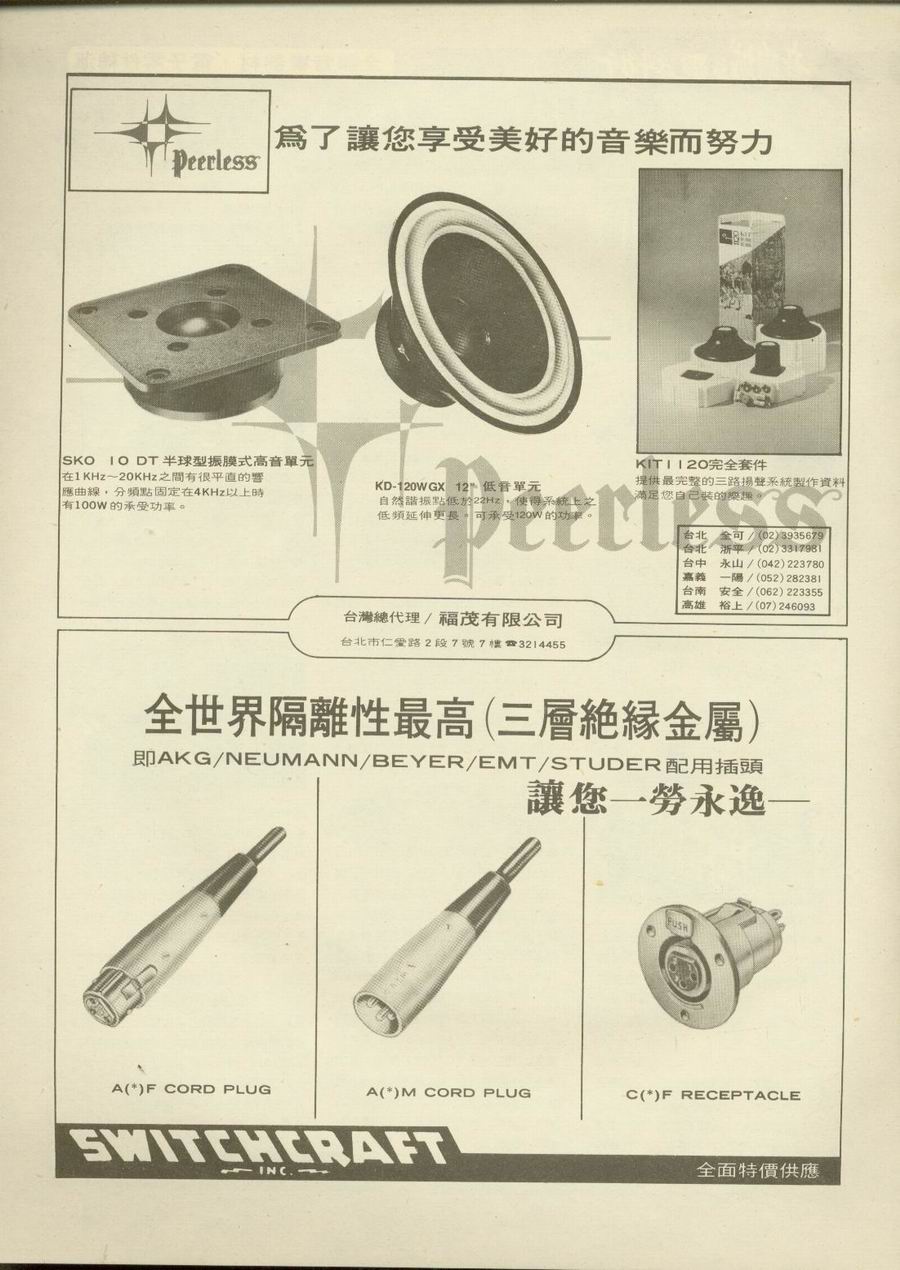 Peerless
爲了讓您享受美好的音樂而努力
SKO 10 DT 半球型振膜式高音單元
在1KHz～20KHz之間有很平直的響
應曲線，分頻點固定在4KHz以上時
有100W的承受功率。
KD-120WGX 12" 低音單元
自然諧振點低於22Hz，使得系統上之
低頻延伸更長。可承受120W的功率。
KIT1120完全套件
提供最完整的三路揚聲系統製作資料
滿足您自己裝的樂趣。
Peerless
台北 全可/(02)3935679
台北 浙平/(02)3317981
台中 永山/(042)223780
嘉義 一陽/(052)282381
台南 安全/(062)223355
高雄 裕上/(07)246093
台灣總代理/福茂有限公司
台北市仁愛路2段7號7樓☎3214455
全世界隔離性最高(三層絶縁金屬)
即AKG/NEUMANN/BEYER/EMT/STUDER配用插頭
讓您一勞永逸—
PUSH
A(*)F CORD PLUG
A(*)M CORD PLUG
C(*)F RECEPTACLE
SWITCHCRAFT
INC.
全面特價供應